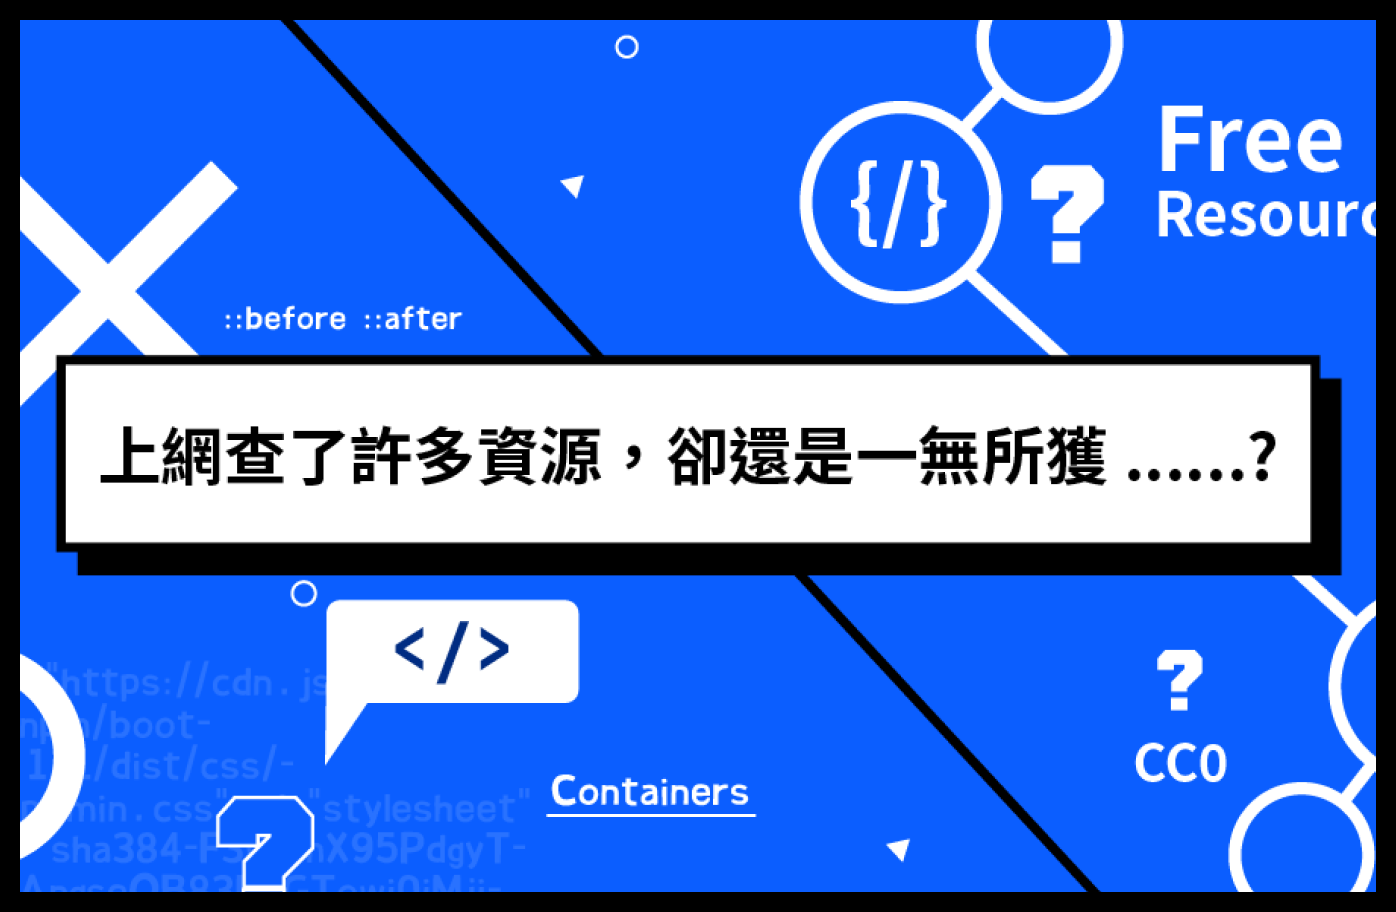 Free
Resourc
{/}
?
::before ::after
上網查了許多資源，卻還是一無所獲 ......?
</>
"https://cdn.js
/boot-
/dist/css/-
min.css" "stylesheet"
sha384-F
X95PdgyT-
?
CC0
Containers
?